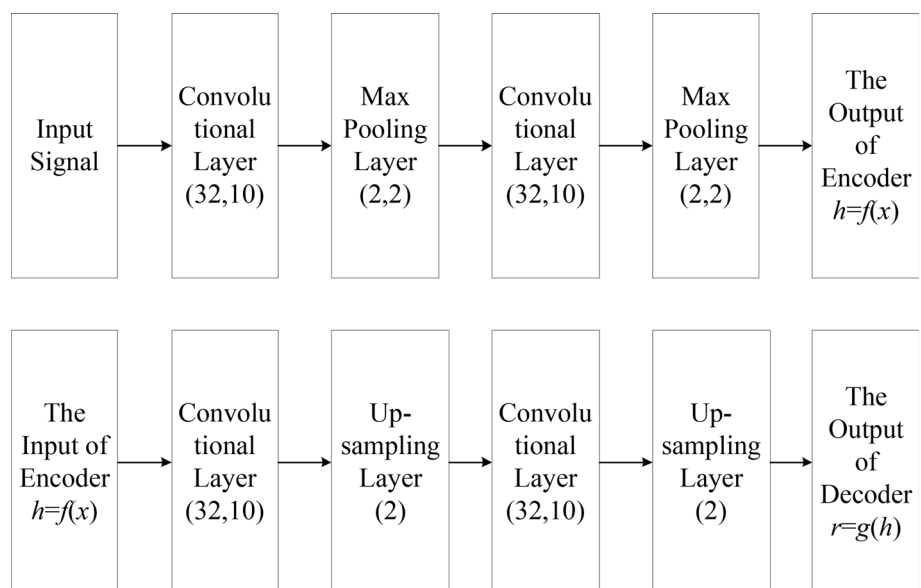 Input
Signal
Convolu
tional
Layer
(32,10)
Max
Pooling
Layer
(2,2)
Convolu
tional
Layer
(32,10)
Max
Pooling
Layer
(2,2)
The
Output
of
Encoder
h=f(x)
The
Input of
Encoder
h=f(x)
Convolu
tional
Layer
(32,10)
Up-
sampling
Layer
(2)
Convolu
tional
Layer
(32,10)
Up-
sampling
Layer
(2)
The
Output
of
Decoder
r=g(h)